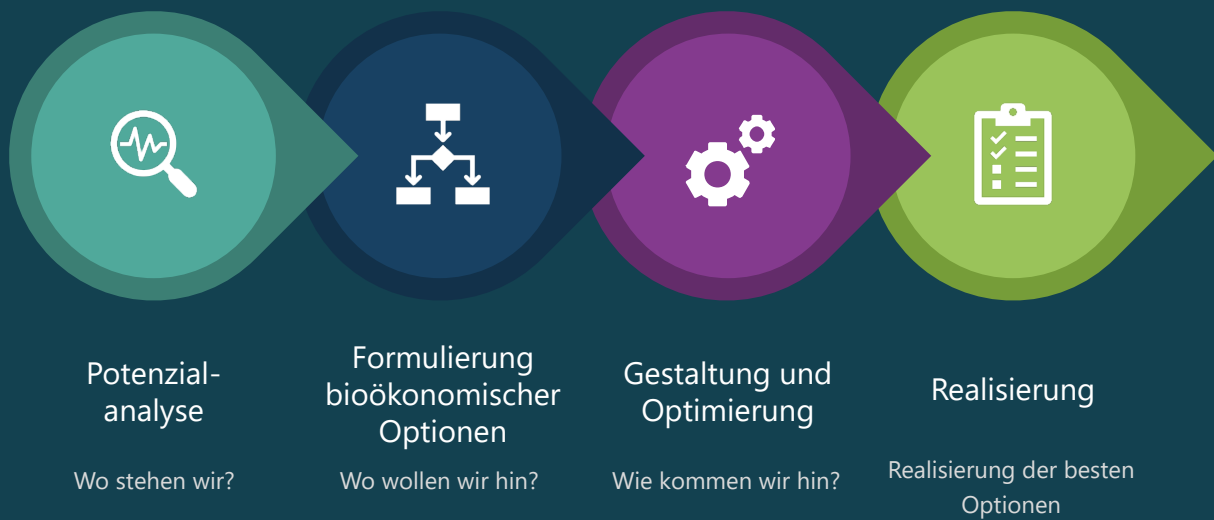 Potenzial-
analyse
Wo stehen wir?
Formulierung
bioökonomischer
Optionen
Wo wollen wir hin?
Gestaltung und
Optimierung
Wie kommen wir hin?
Realisierung
Realisierung der besten
Optionen